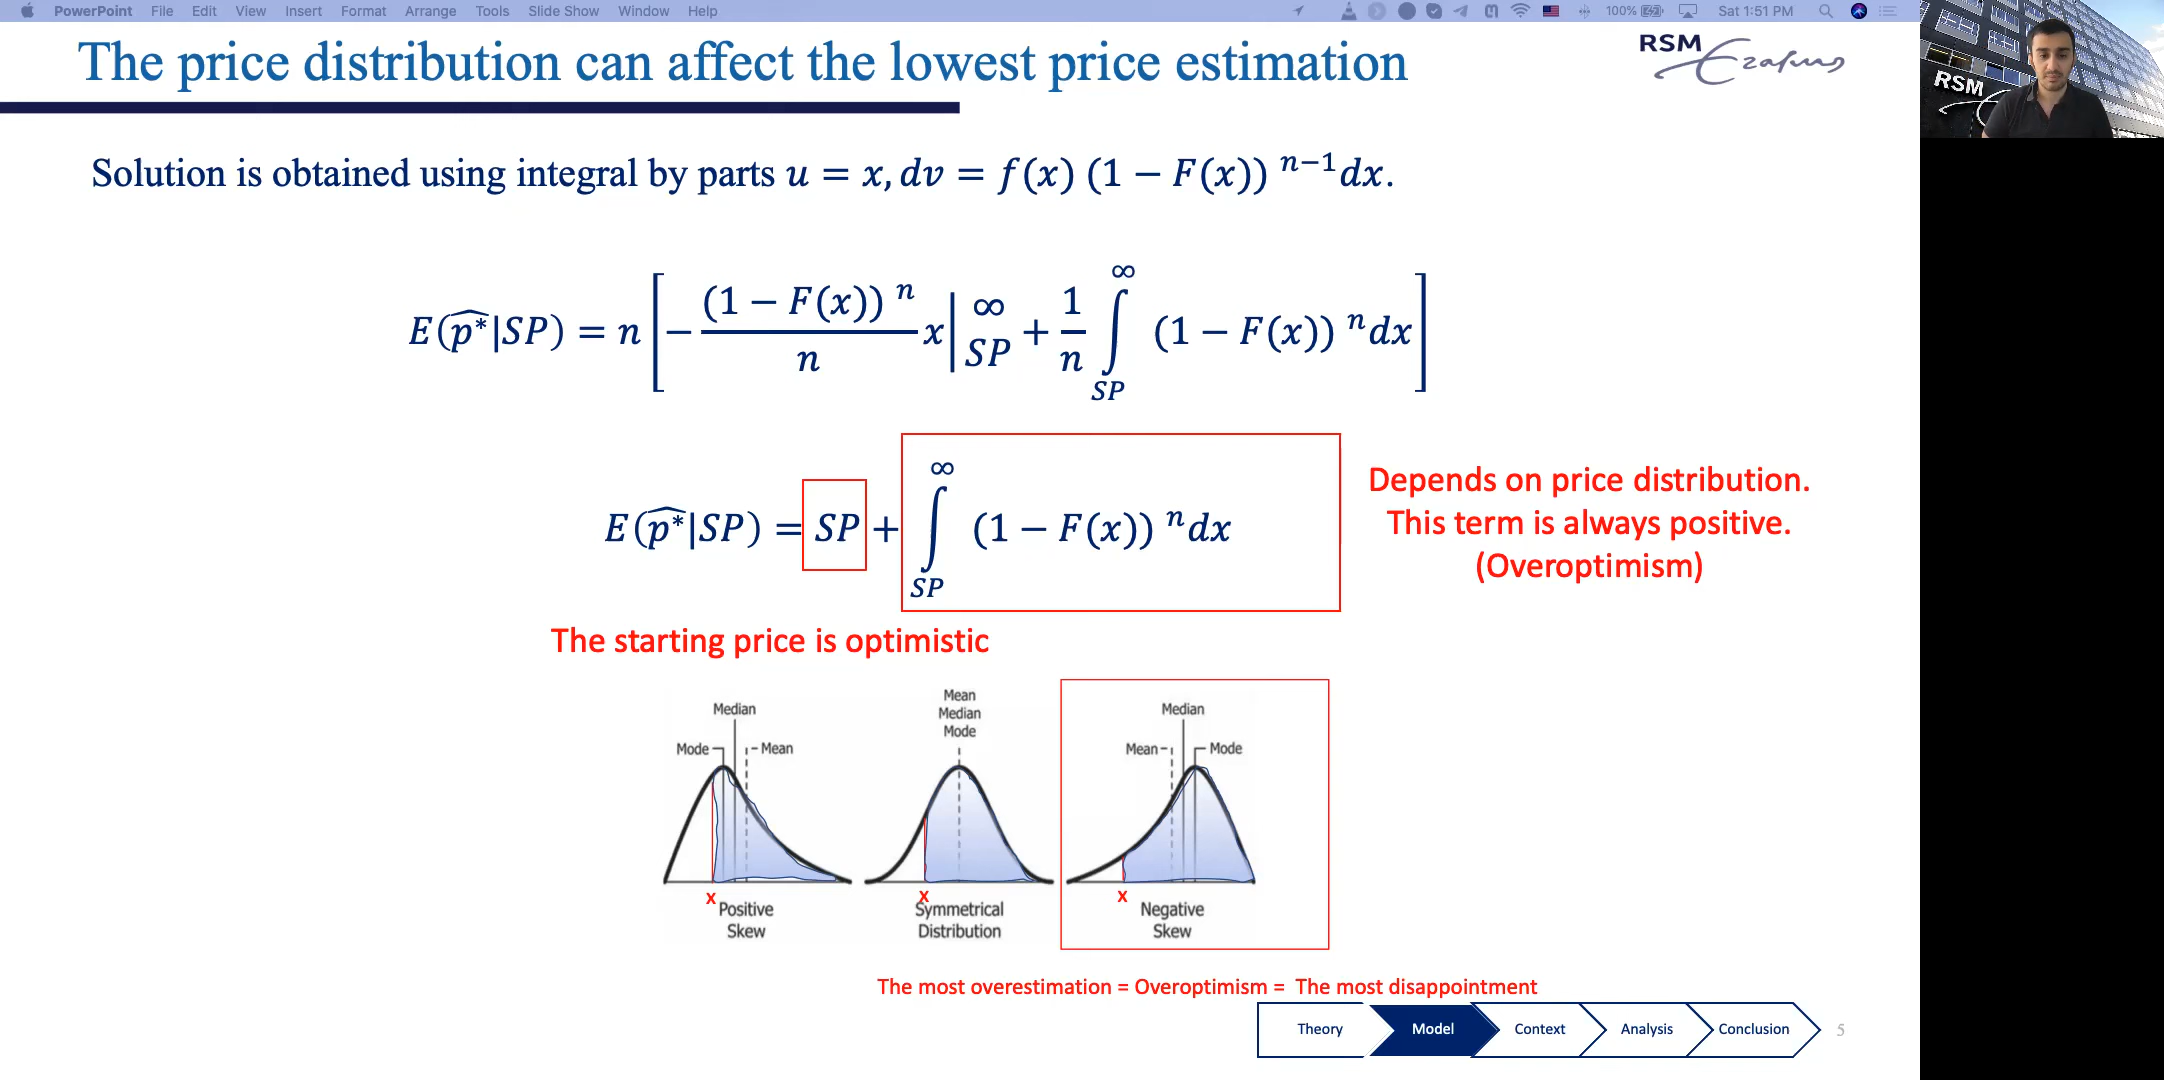 PowerPoint File Edit View Insert Format Arrange Tools Slide Show Window Help 100% Sat 1:51 PM
The price distribution can affect the lowest price estimation
RSM Erasmus
RSM
Solution is obtained using integral by parts u = x, dv = f(x) (1 − F(x)) ⁿ⁻¹dx.
E(p*̂|SP) = n [− (1 − F(x)) ⁿ / n x |∞ SP + 1/n ∫ SP ∞ (1 − F(x)) ⁿdx]
E(p*̂|SP) = SP + ∫ SP ∞ (1 − F(x)) ⁿdx
Depends on price distribution.
This term is always positive.
(Overoptimism)
The starting price is optimistic
Median
Mode
Mean
x
Positive
Skew
Mean
Median
Mode
x
Symmetrical
Distribution
Median
Mean
Mode
x
Negative
Skew
The most overestimation = Overoptimism = The most disappointment
Theory Model Context Analysis Conclusion 5